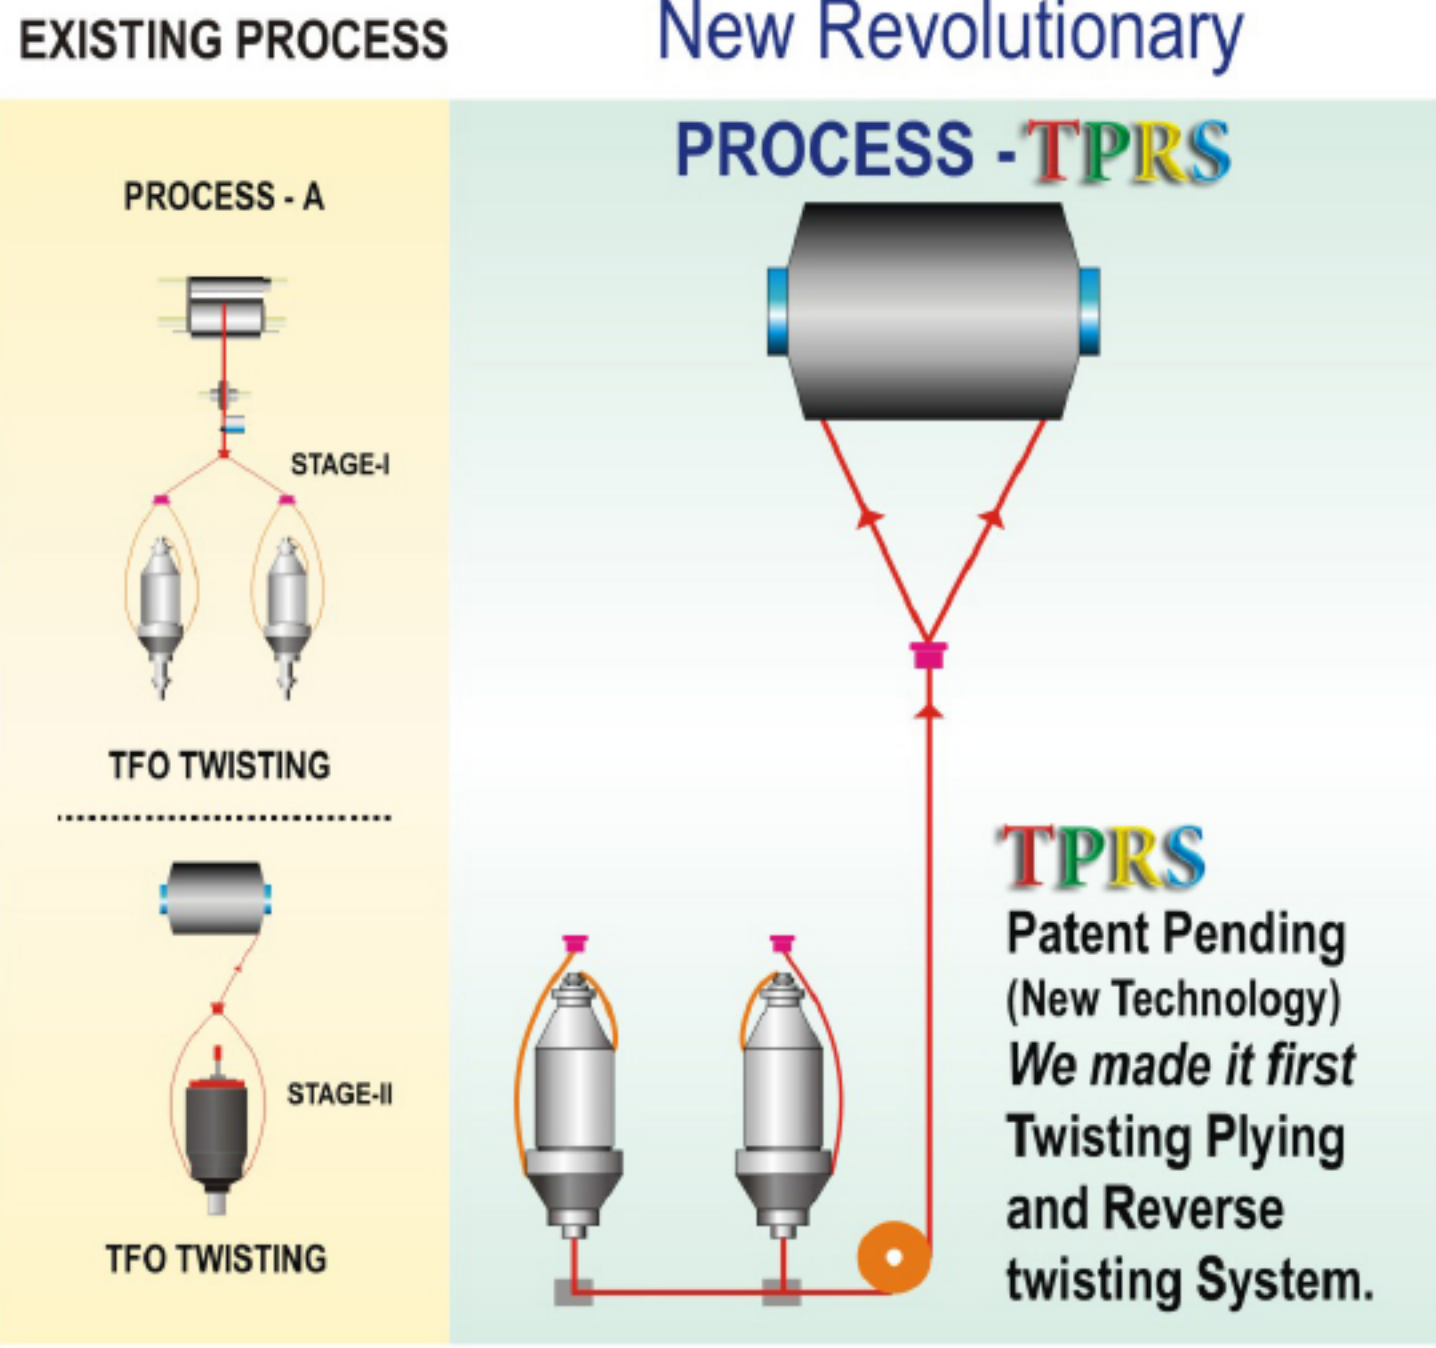 EXISTING PROCESS
New Revolutionary
PROCESS - A
STAGE-I
TFO TWISTING
STAGE-II
TFO TWISTING
PROCESS - TPRS
TPRS
Patent Pending
(New Technology)
We made it first
Twisting Plying
and Reverse
twisting System.